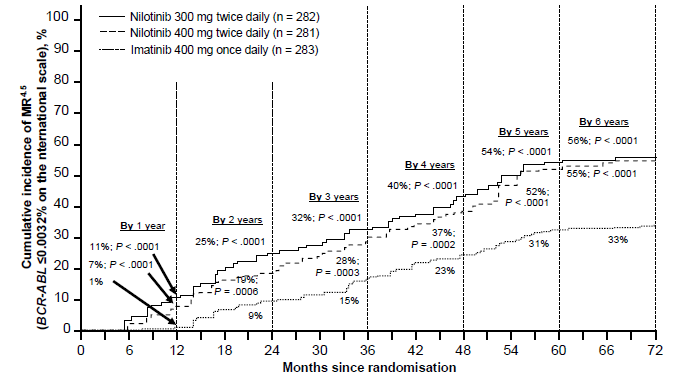 Nilotinib 300 mg twice daily (n = 282)
Nilotinib 400 mg twice daily (n = 281)
Imatinib 400 mg once daily (n = 283)
Cumulative incidence of MR4.5
(BCR-ABL ≤0.0032% on the nternational scale), %
100
90
80
70
60
50
40
30
20
10
0
By 1 year
11%; P < .0001
7%; P < .0001
1%
By 2 years
25%; P < .0001
19%;
P = .0006
9%
By 3 years
32%; P < .0001
28%;
P = .0003
15%
By 4 years
40%; P < .0001
37%;
P = .0002
23%
By 5 years
54%; P < .0001
52%;
P < .0001
31%
By 6 years
56%; P < .0001
55%; P < .0001
33%
0 6 12 18 24 30 36 42 48 54 60 66 72
Months since randomisation